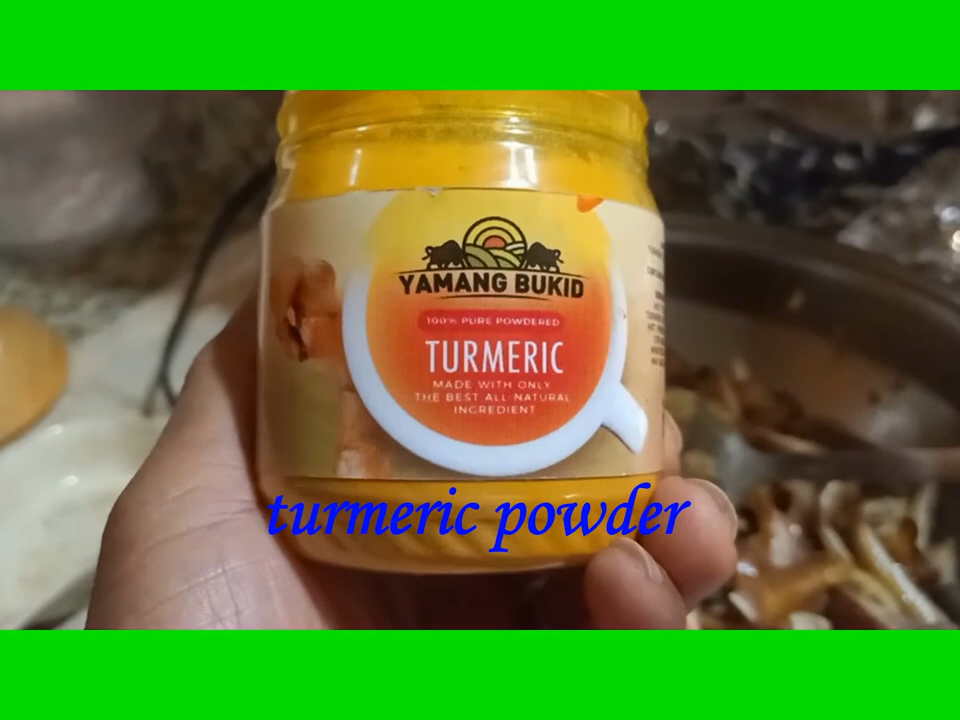 YAMANG BUKID
100% PURE POWDERED
TURMERIC
MADE WITH ONLY
THE BEST ALL-NATURAL
INGREDIENT
turmeric powder